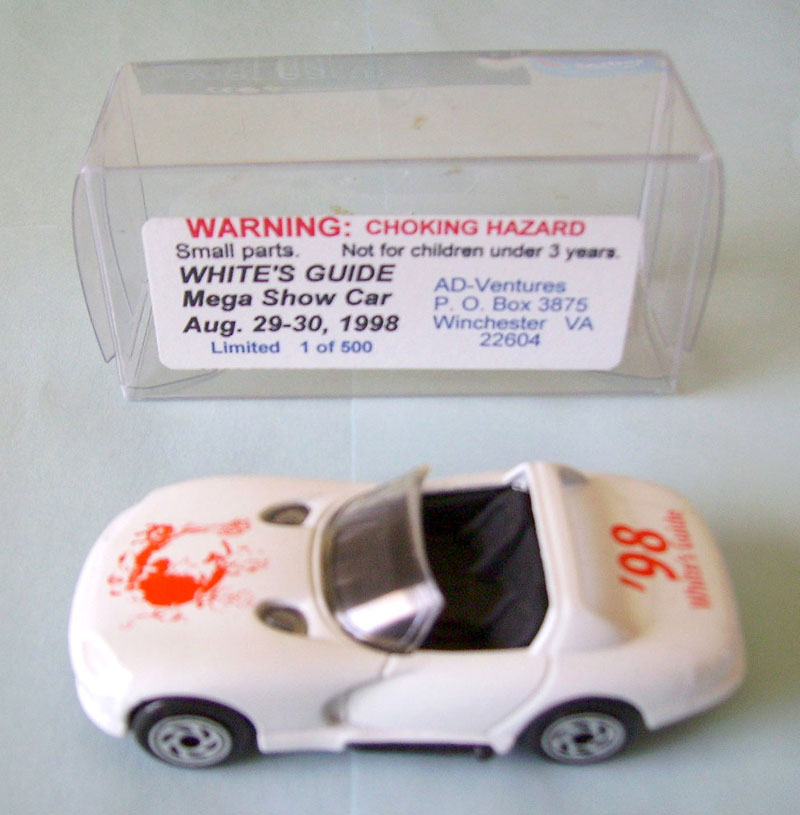 WARNING: CHOKING HAZARD
Small parts. Not for children under 3 years.
WHITE'S GUIDE
Mega Show Car
Aug. 29-30, 1998
Limited 1 of 500
AD-Ventures
P. O. Box 3875
Winchester VA
22604
'98
White's Guide